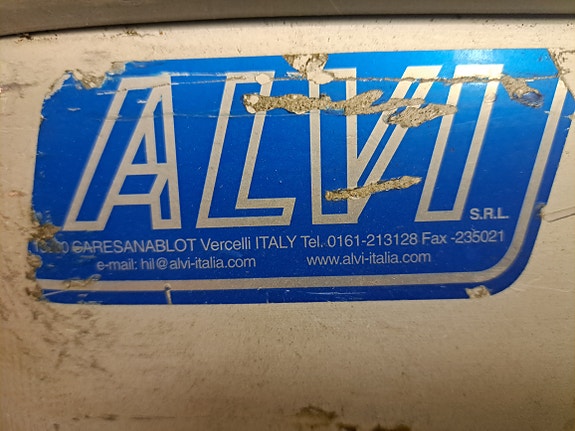 ALVI
S.R.L.
CARESANABLOT Vercelli ITALY Tel. 0161-213128 Fax -235021
e-mail: hil@alvi-italia.com www.alvi-italia.com